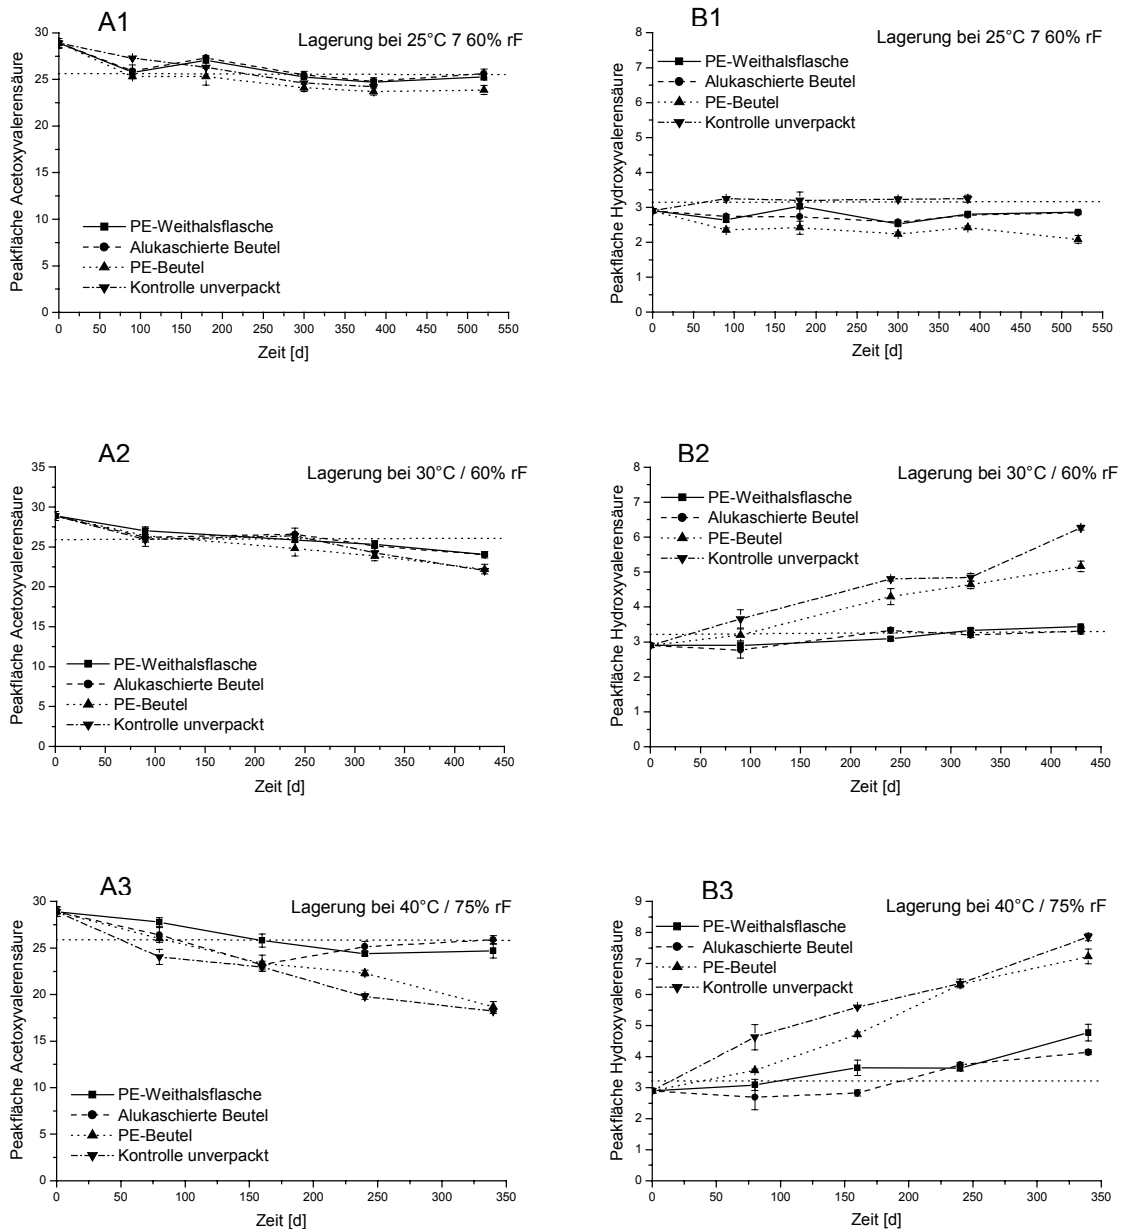 A1
Lagerung bei 25°C 7 60% rF
Peakfläche Acetoxyvalerensäure
30
25
20
15
10
5
0
PE-Weithalsflasche
Alukaschierte Beutel
PE-Beutel
Kontrolle unverpackt
0 50 100 150 200 250 300 350 400 450 500 550
Zeit [d]
B1
Lagerung bei 25°C 7 60% rF
Peakfläche Hydroxyvalerensäure
8
7
6
5
4
3
2
1
0
PE-Weithalsflasche
Alukaschierte Beutel
PE-Beutel
Kontrolle unverpackt
0 50 100 150 200 250 300 350 400 450 500 550
Zeit [d]
A2
Lagerung bei 30°C / 60% rF
Peakfläche Acetoxyvalerensäure
35
30
25
20
15
10
5
0
PE-Weithalsflasche
Alukaschierte Beutel
PE-Beutel
Kontrolle unverpackt
0 50 100 150 200 250 300 350 400 450
Zeit [d]
B2
Lagerung bei 30°C / 60% rF
Peakfläche Hydroxyvalerensäure
8
7
6
5
4
3
2
1
0
PE-Weithalsflasche
Alukaschierte Beutel
PE-Beutel
Kontrolle unverpackt
0 50 100 150 200 250 300 350 400 450
Zeit [d]
A3
Lagerung bei 40°C / 75% rF
Peakfläche Acetoxyvalerensäure
30
25
20
15
10
5
0
PE-Weithalsflasche
Alukaschierte Beutel
PE-Beutel
Kontrolle unverpackt
0 50 100 150 200 250 300 350
Zeit [d]
B3
Lagerung bei 40°C / 75% rF
Peakfläche Hydroxyvalerensäure
9
8
7
6
5
4
3
2
1
0
PE-Weithalsflasche
Alukaschierte Beutel
PE-Beutel
Kontrolle unverpackt
0 50 100 150 200 250 300 350
Zeit [d]